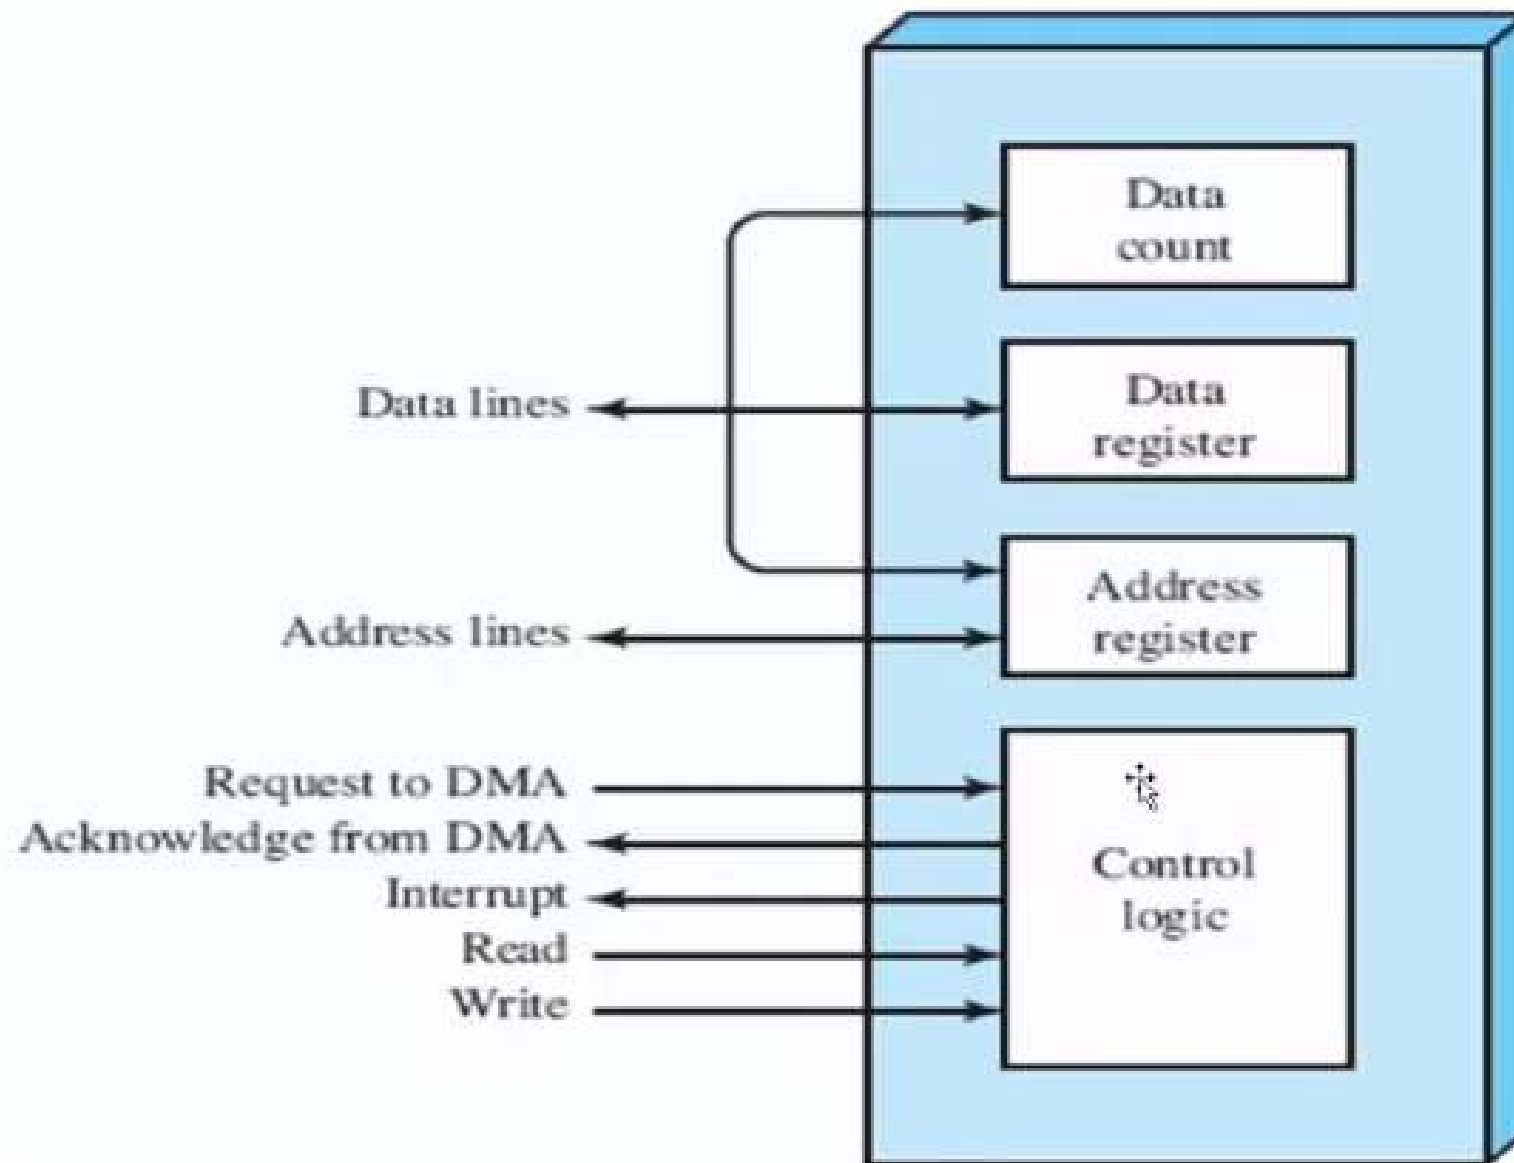 Data
count
Data lines
Data
register
Address lines
Address
register
Request to DMA
Acknowledge from DMA
Interrupt
Read
Write
Control
logic